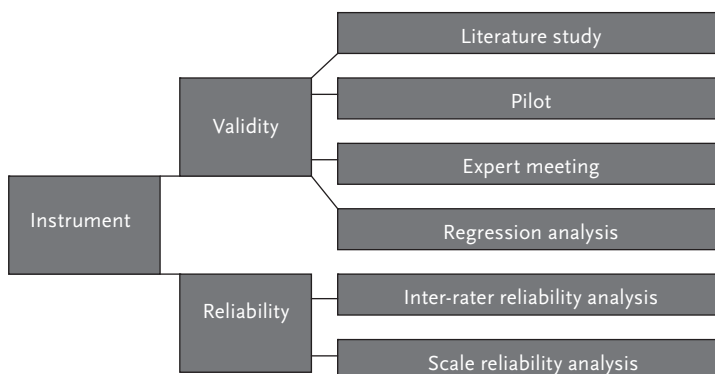 Literature study
Pilot
Validity
Expert meeting
Instrument
Regression analysis
Inter-rater reliability analysis
Reliability
Scale reliability analysis